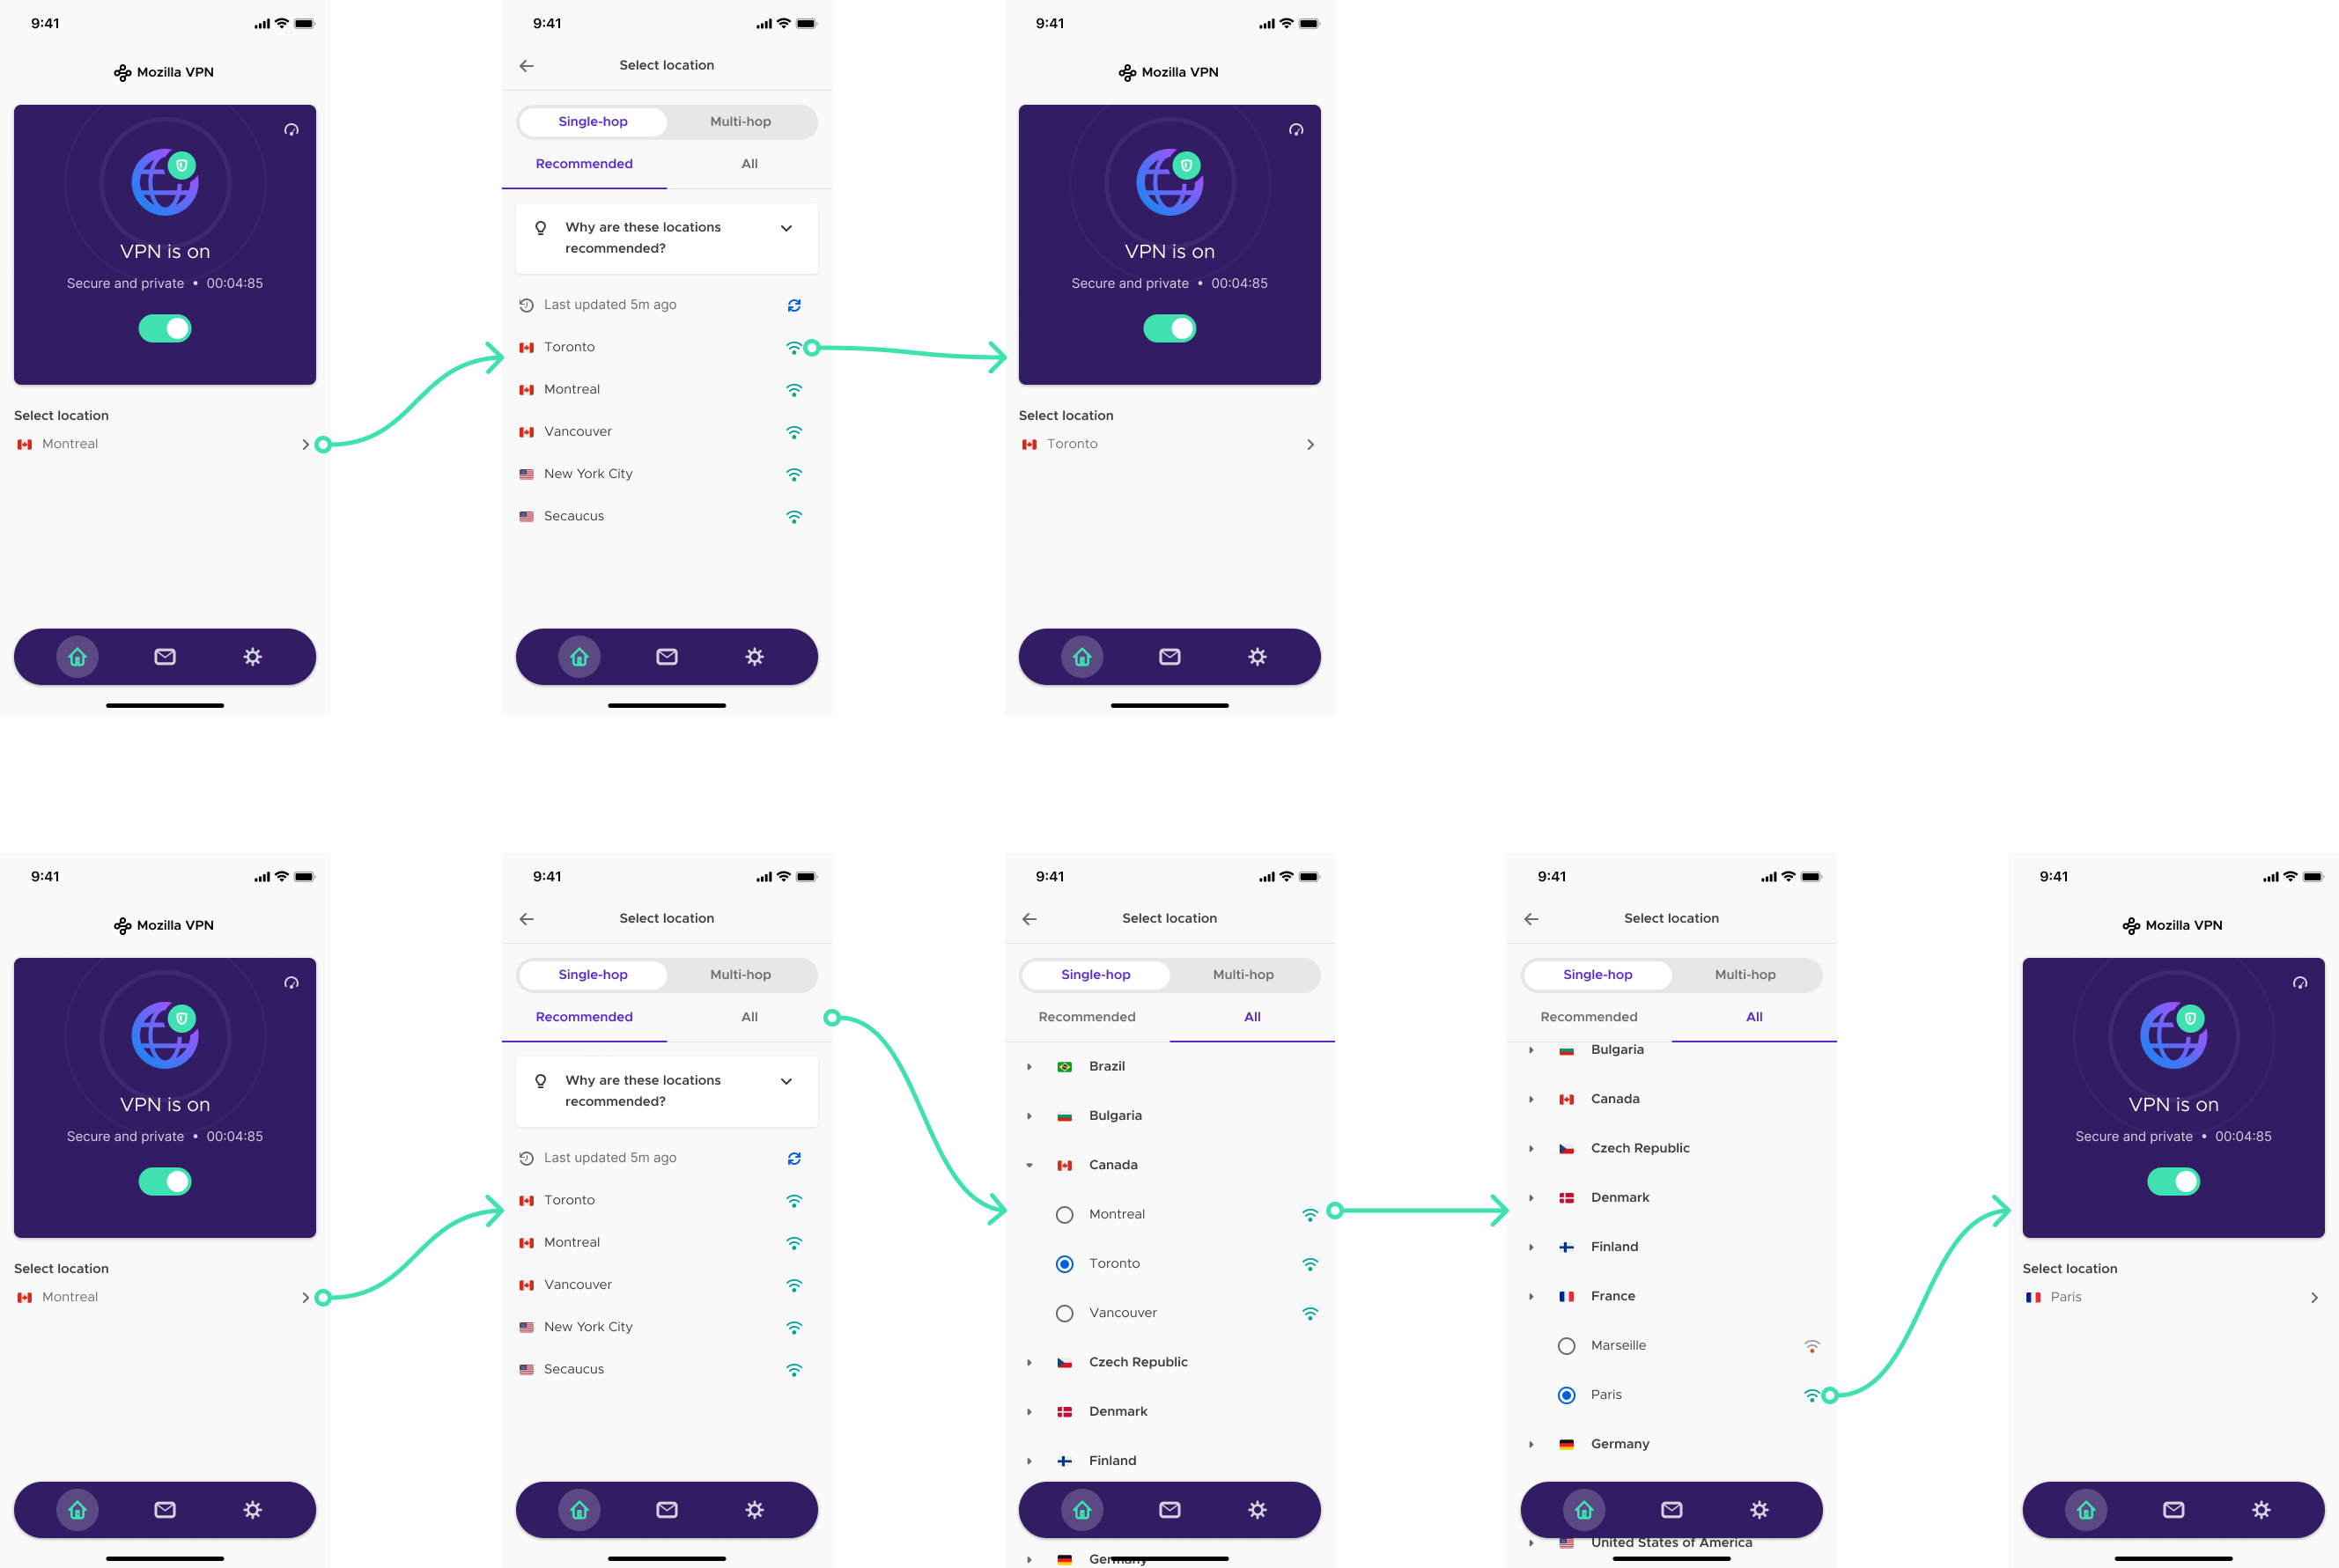 9:41
Mozilla VPN
VPN is on
Secure and private • 00:04:85
Select location
Montreal
9:41
Select location
Single-hop
Multi-hop
Recommended
All
Why are these locations
recommended?
Last updated 5m ago
Toronto
Montreal
Vancouver
New York City
Secaucus
9:41
Mozilla VPN
VPN is on
Secure and private • 00:04:85
Select location
Toronto
9:41
Mozilla VPN
VPN is on
Secure and private • 00:04:85
Select location
Montreal
9:41
Select location
Single-hop
Multi-hop
Recommended
All
Why are these locations
recommended?
Last updated 5m ago
Toronto
Montreal
Vancouver
New York City
Secaucus
9:41
Select location
Single-hop
Multi-hop
Recommended
All
Brazil
Bulgaria
Canada
Montreal
Toronto
Vancouver
Czech Republic
Denmark
Finland
Germany
9:41
Select location
Single-hop
Multi-hop
Recommended
All
Bulgaria
Canada
Czech Republic
Denmark
Finland
France
Marseille
Paris
Germany
United States of America
9:41
Mozilla VPN
VPN is on
Secure and private • 00:04:85
Select location
Paris